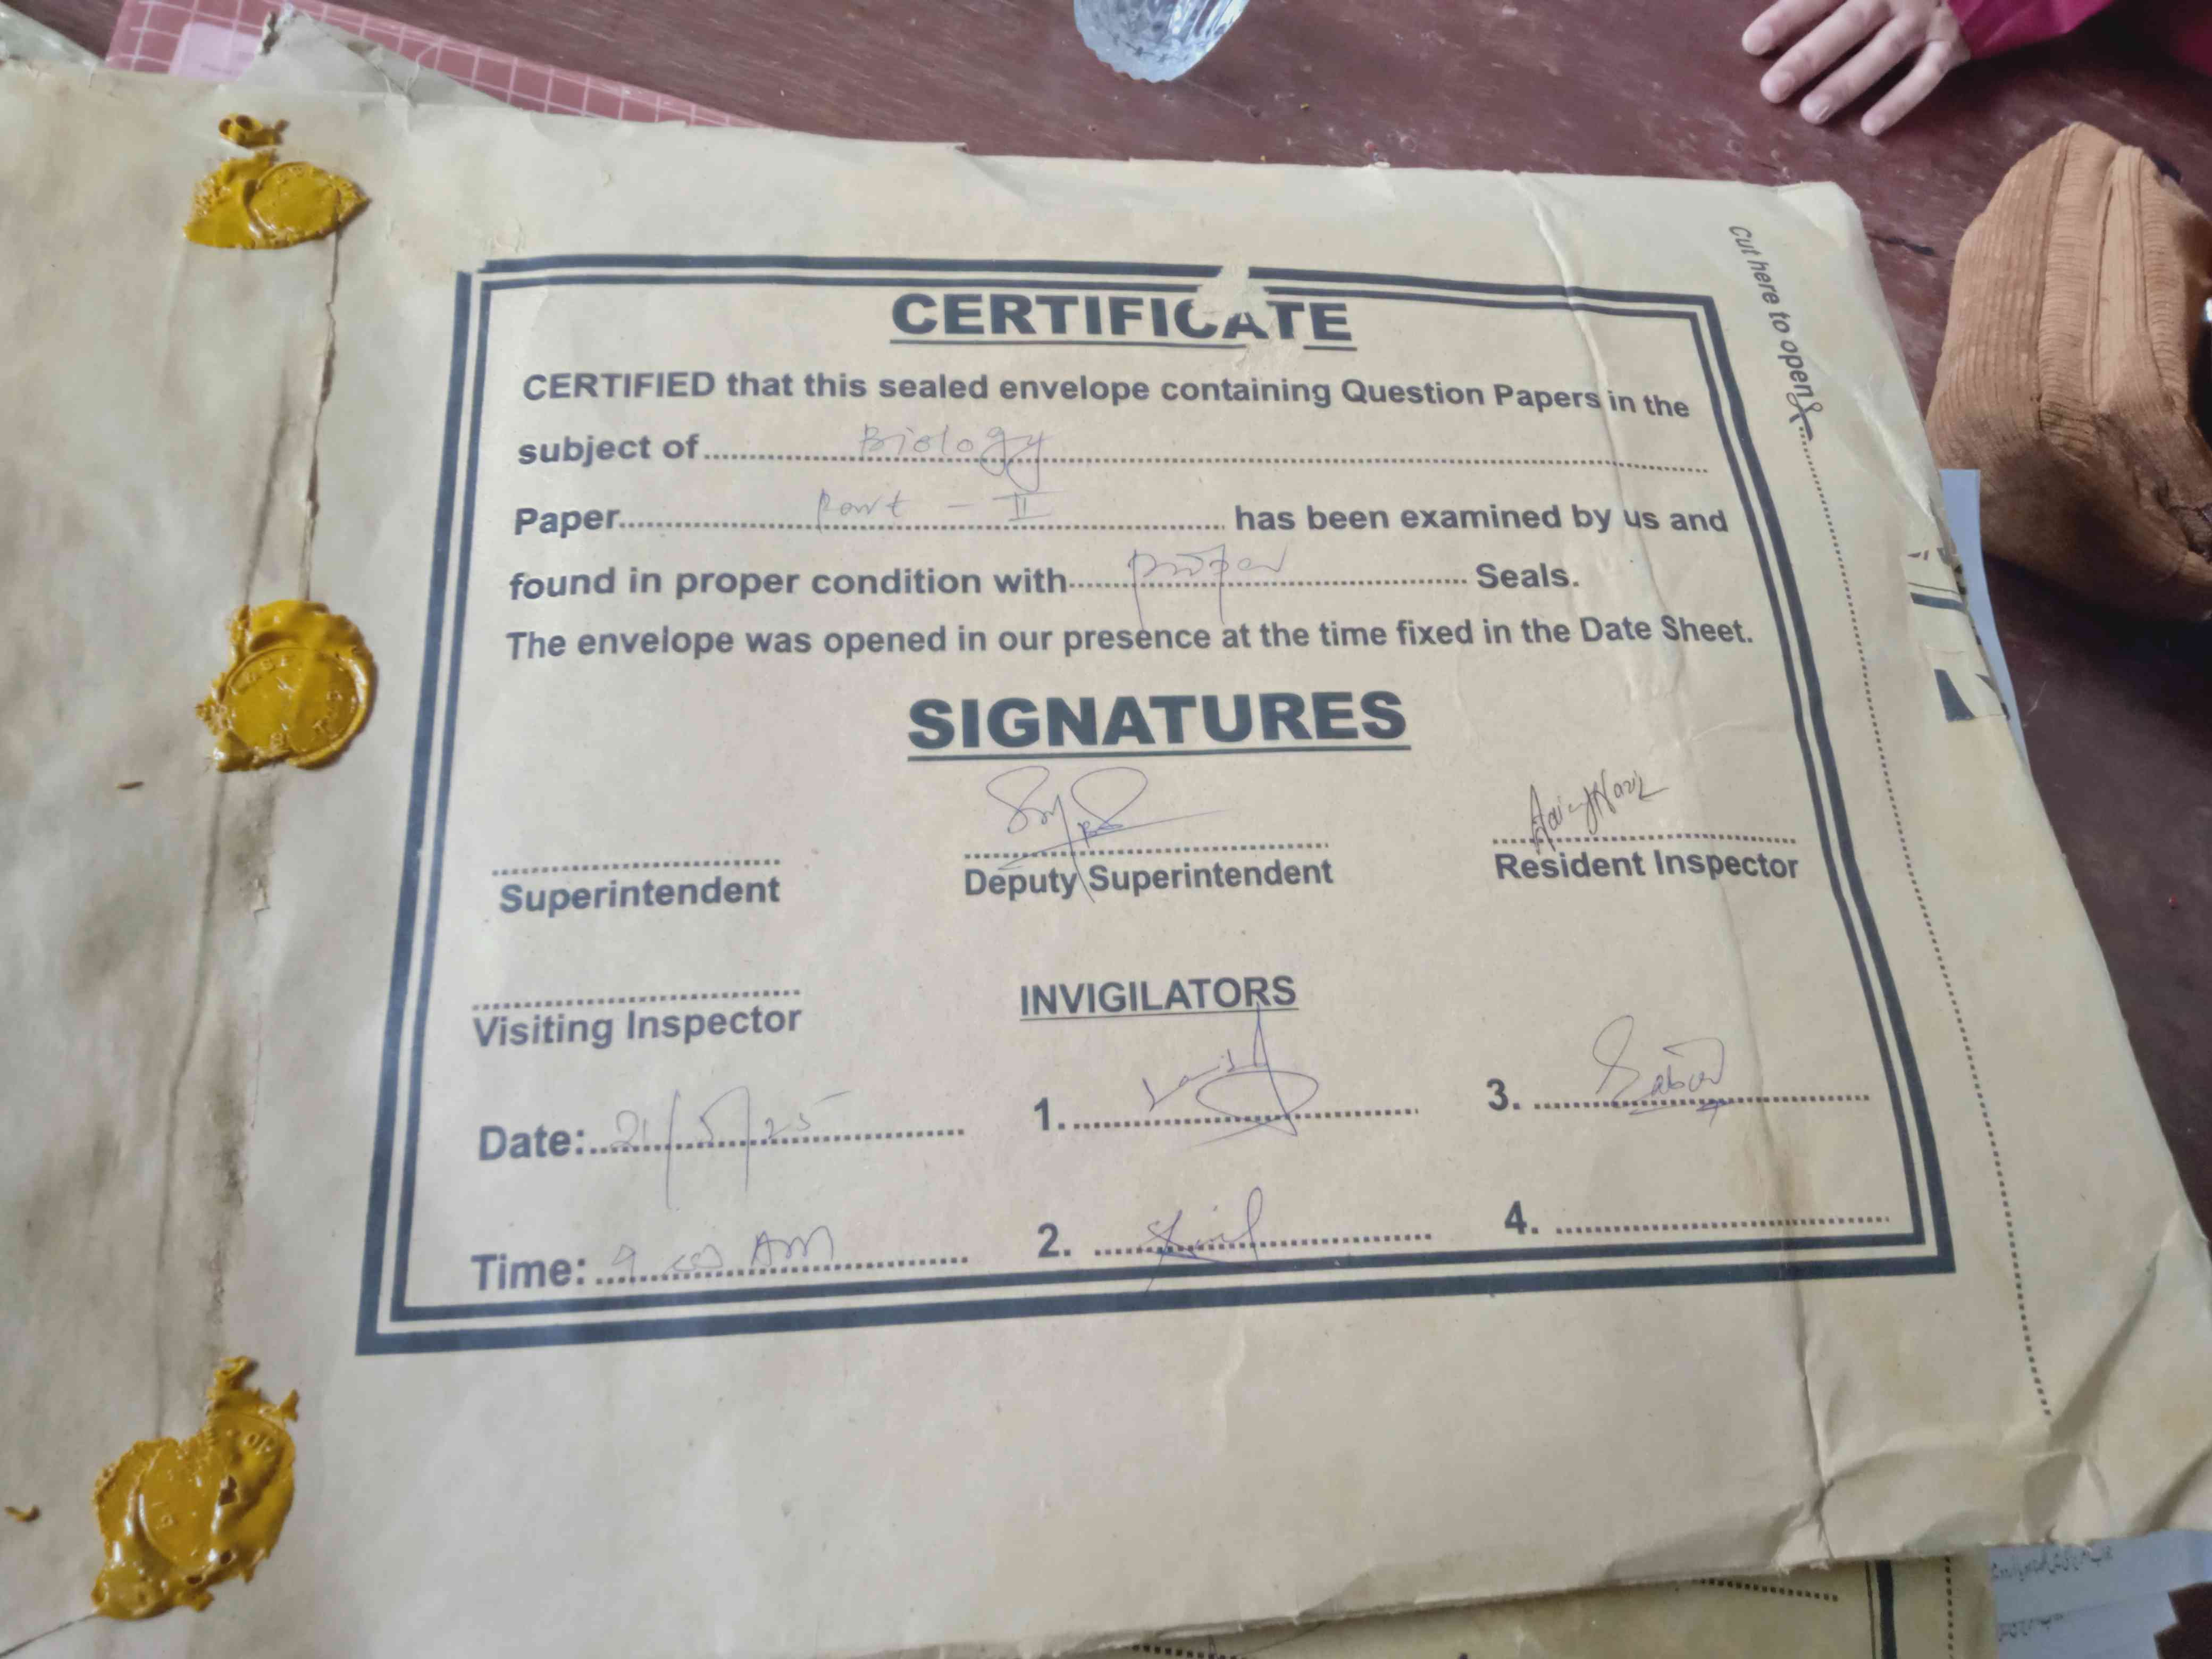 Cut here to open
CERTIFICATE
CERTIFIED that this sealed envelope containing Question Papers in the
subject of Biology
Paper Part - II has been examined by us and
found in proper condition with proper Seals.
The envelope was opened in our presence at the time fixed in the Date Sheet.
SIGNATURES
Superintendent
Deputy Superintendent
Resident Inspector
Visiting Inspector
INVIGILATORS
Date: 21/5/25
1.
3.
Time: 9 00 AM
2.
4.